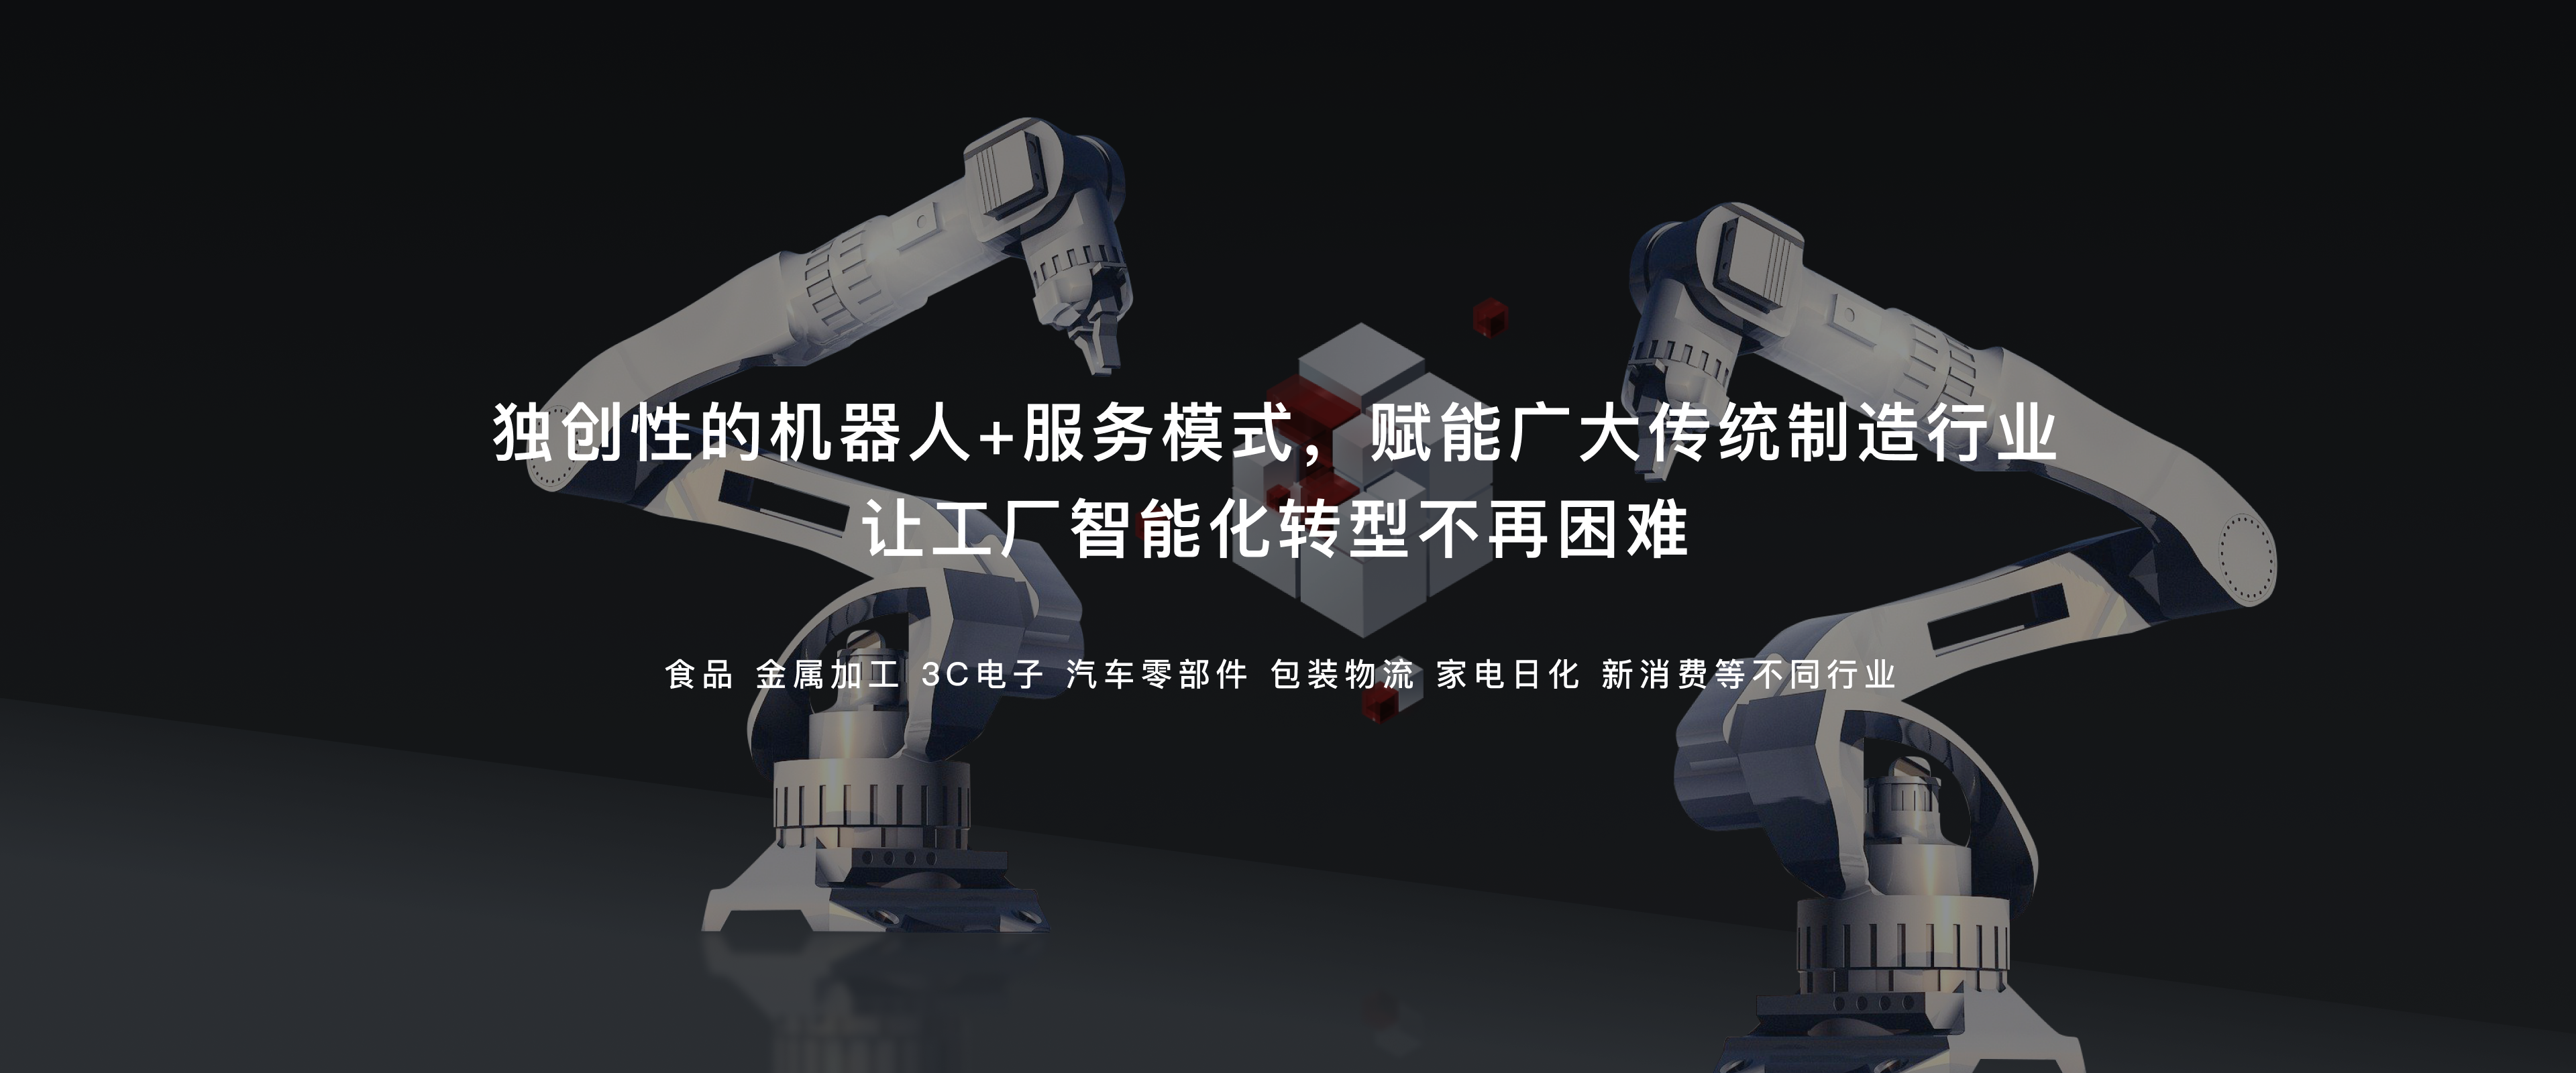 独创性的机器人+服务模式，赋能广大传统制造行业
让工厂智能化转型不再困难
食品 金属加工 3C电子 汽车零部件 包装物流 家电日化 新消费等不同行业